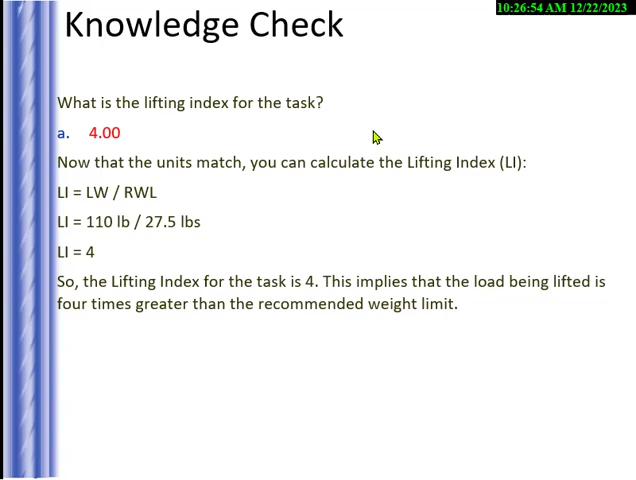 10:26:54 AM 12/22/2023
Knowledge Check
What is the lifting index for the task?
a. 4.00
Now that the units match, you can calculate the Lifting Index (LI):
LI = LW / RWL
LI = 110 lb / 27.5 lbs
LI = 4
So, the Lifting Index for the task is 4. This implies that the load being lifted is
four times greater than the recommended weight limit.